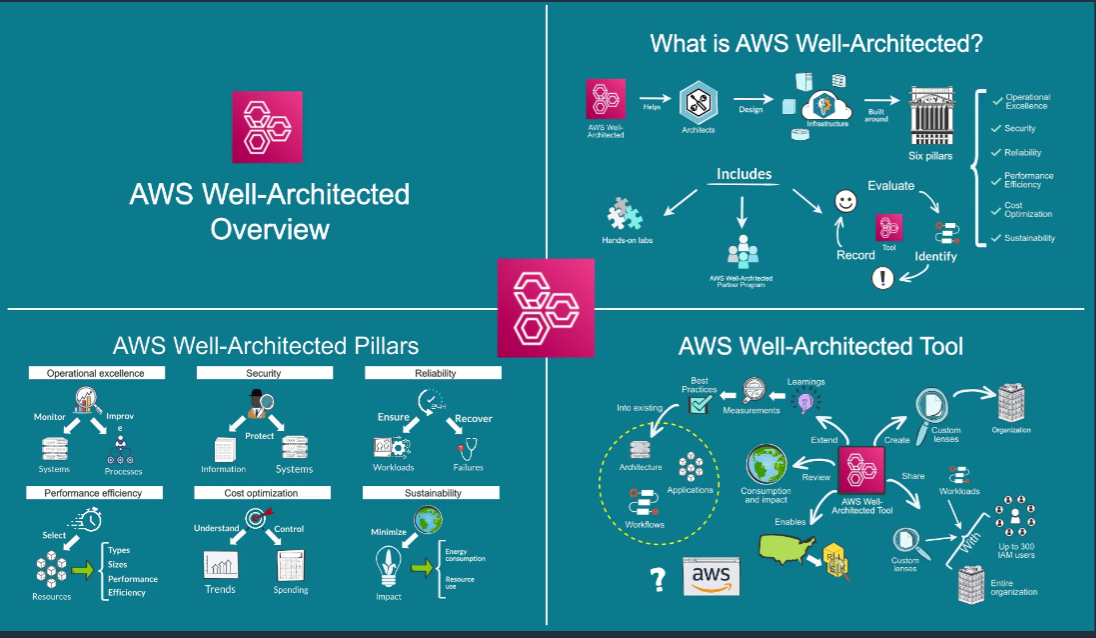 AWS Well-Architected
Overview
What is AWS Well-Architected?
AWS Well-
Architected
Helps
Architects
Design
Infrastructure
Built
around
Six pillars
Operational
Excellence
Security
Reliability
Performance
Efficiency
Cost
Optimization
Sustainability
Includes
Hands-on labs
AWS Well-Architected
Partner Program
Evaluate
Tool
Record
Identify
!
AWS Well-Architected Pillars
Operational excellence
Monitor
Improv
e
Systems
Processes
Security
Protect
Information
Systems
Reliability
24H
Ensure
Recover
Workloads
Failures
Performance efficiency
Select
Resources
Types
Sizes
Performance
Efficiency
Cost optimization
Understand
Control
Trends
Spending
Sustainability
Minimize
Impact
Energy
consumption
Resource
use
AWS Well-Architected Tool
Best
Practices
Measurements
Learnings
Into existing
Architecture
Applications
Workflows
Extend
Create
Custom
lenses
Organization
Review
Consumption
and impact
AWS Well-
Architected Tool
Share
Workloads
Custom
lenses
With
Up to 300
IAM users
Entire
organization
Enables
?
aws